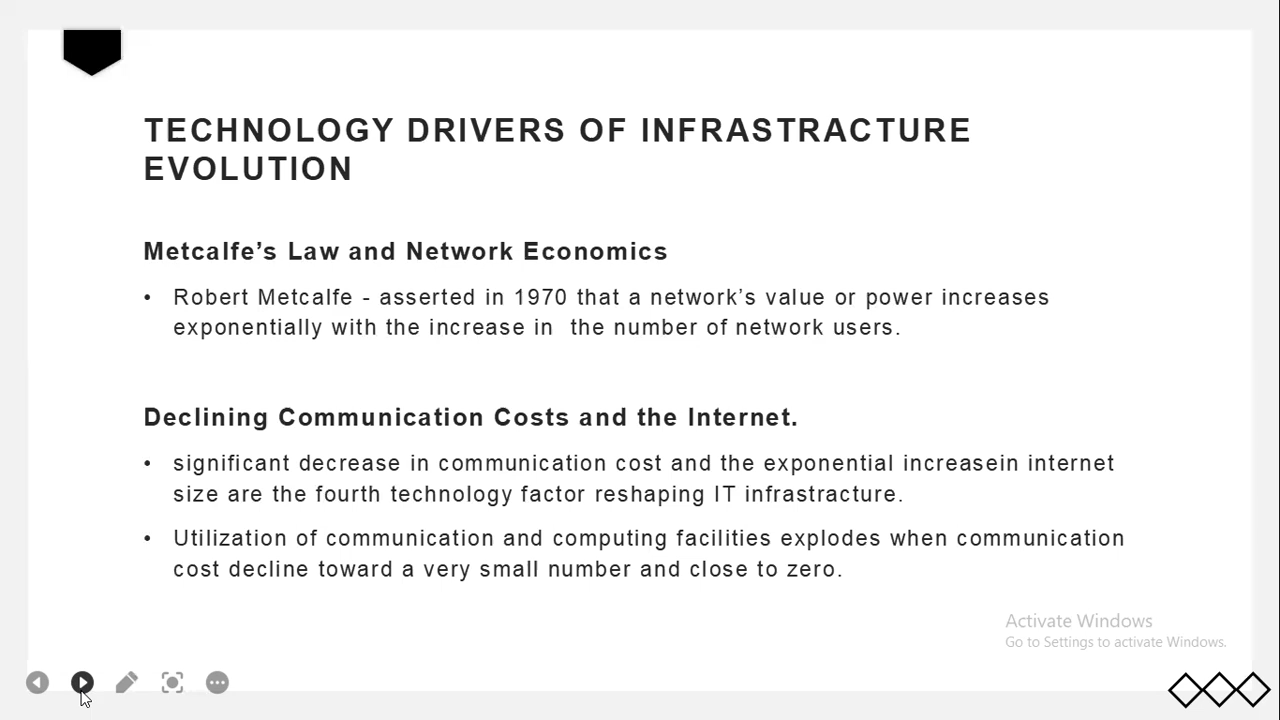 TECHNOLOGY DRIVERS OF INFRASTRACTURE
EVOLUTION
Metcalfe’s Law and Network Economics
• Robert Metcalfe - asserted in 1970 that a network’s value or power increases
exponentially with the increase in  the number of network users.
Declining Communication Costs and the Internet.
• significant decrease in communication cost and the exponential increasein internet
size are the fourth technology factor reshaping IT infrastracture.
• Utilization of communication and computing facilities explodes when communication
cost decline toward a very small number and close to zero.
Activate Windows
Go to Settings to activate Windows.